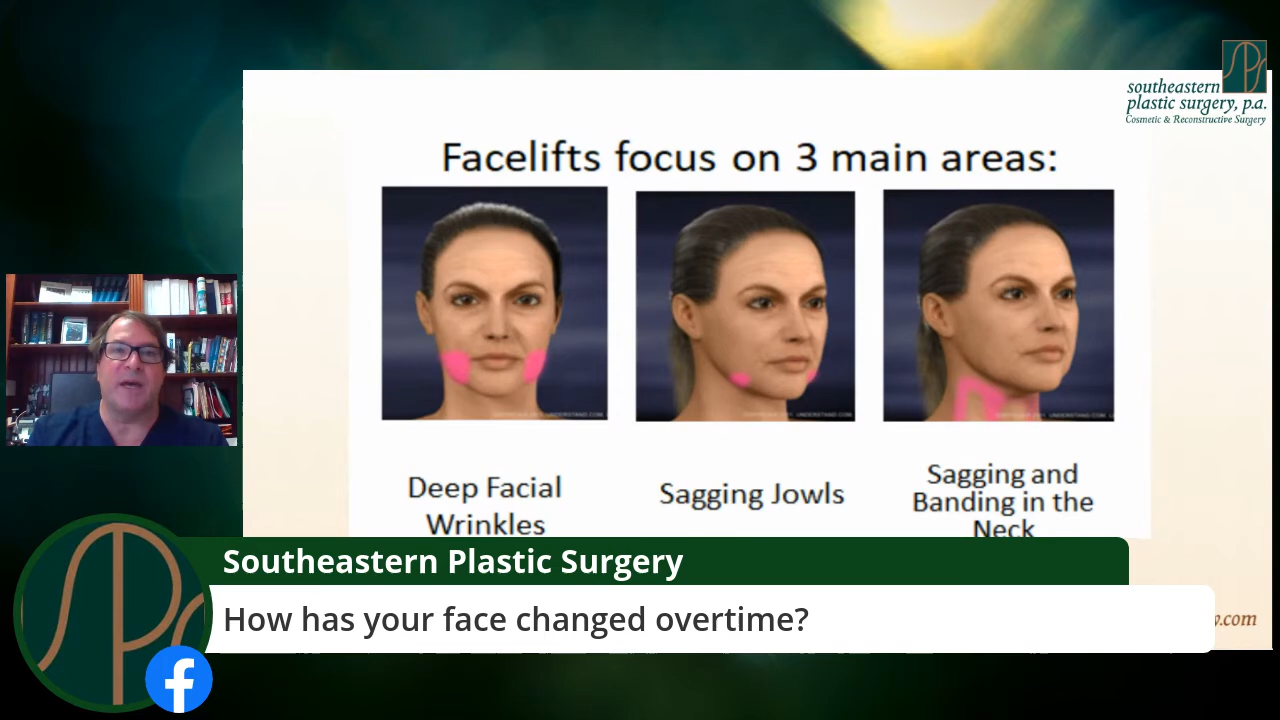 southeastern
plastic surgery, p.a.
Cosmetic & Reconstructive Surgery
Facelifts focus on 3 main areas:
Deep Facial
Wrinkles
Sagging Jowls
Sagging and
Banding in the
Neck
Southeastern Plastic Surgery
How has your face changed overtime?
.com